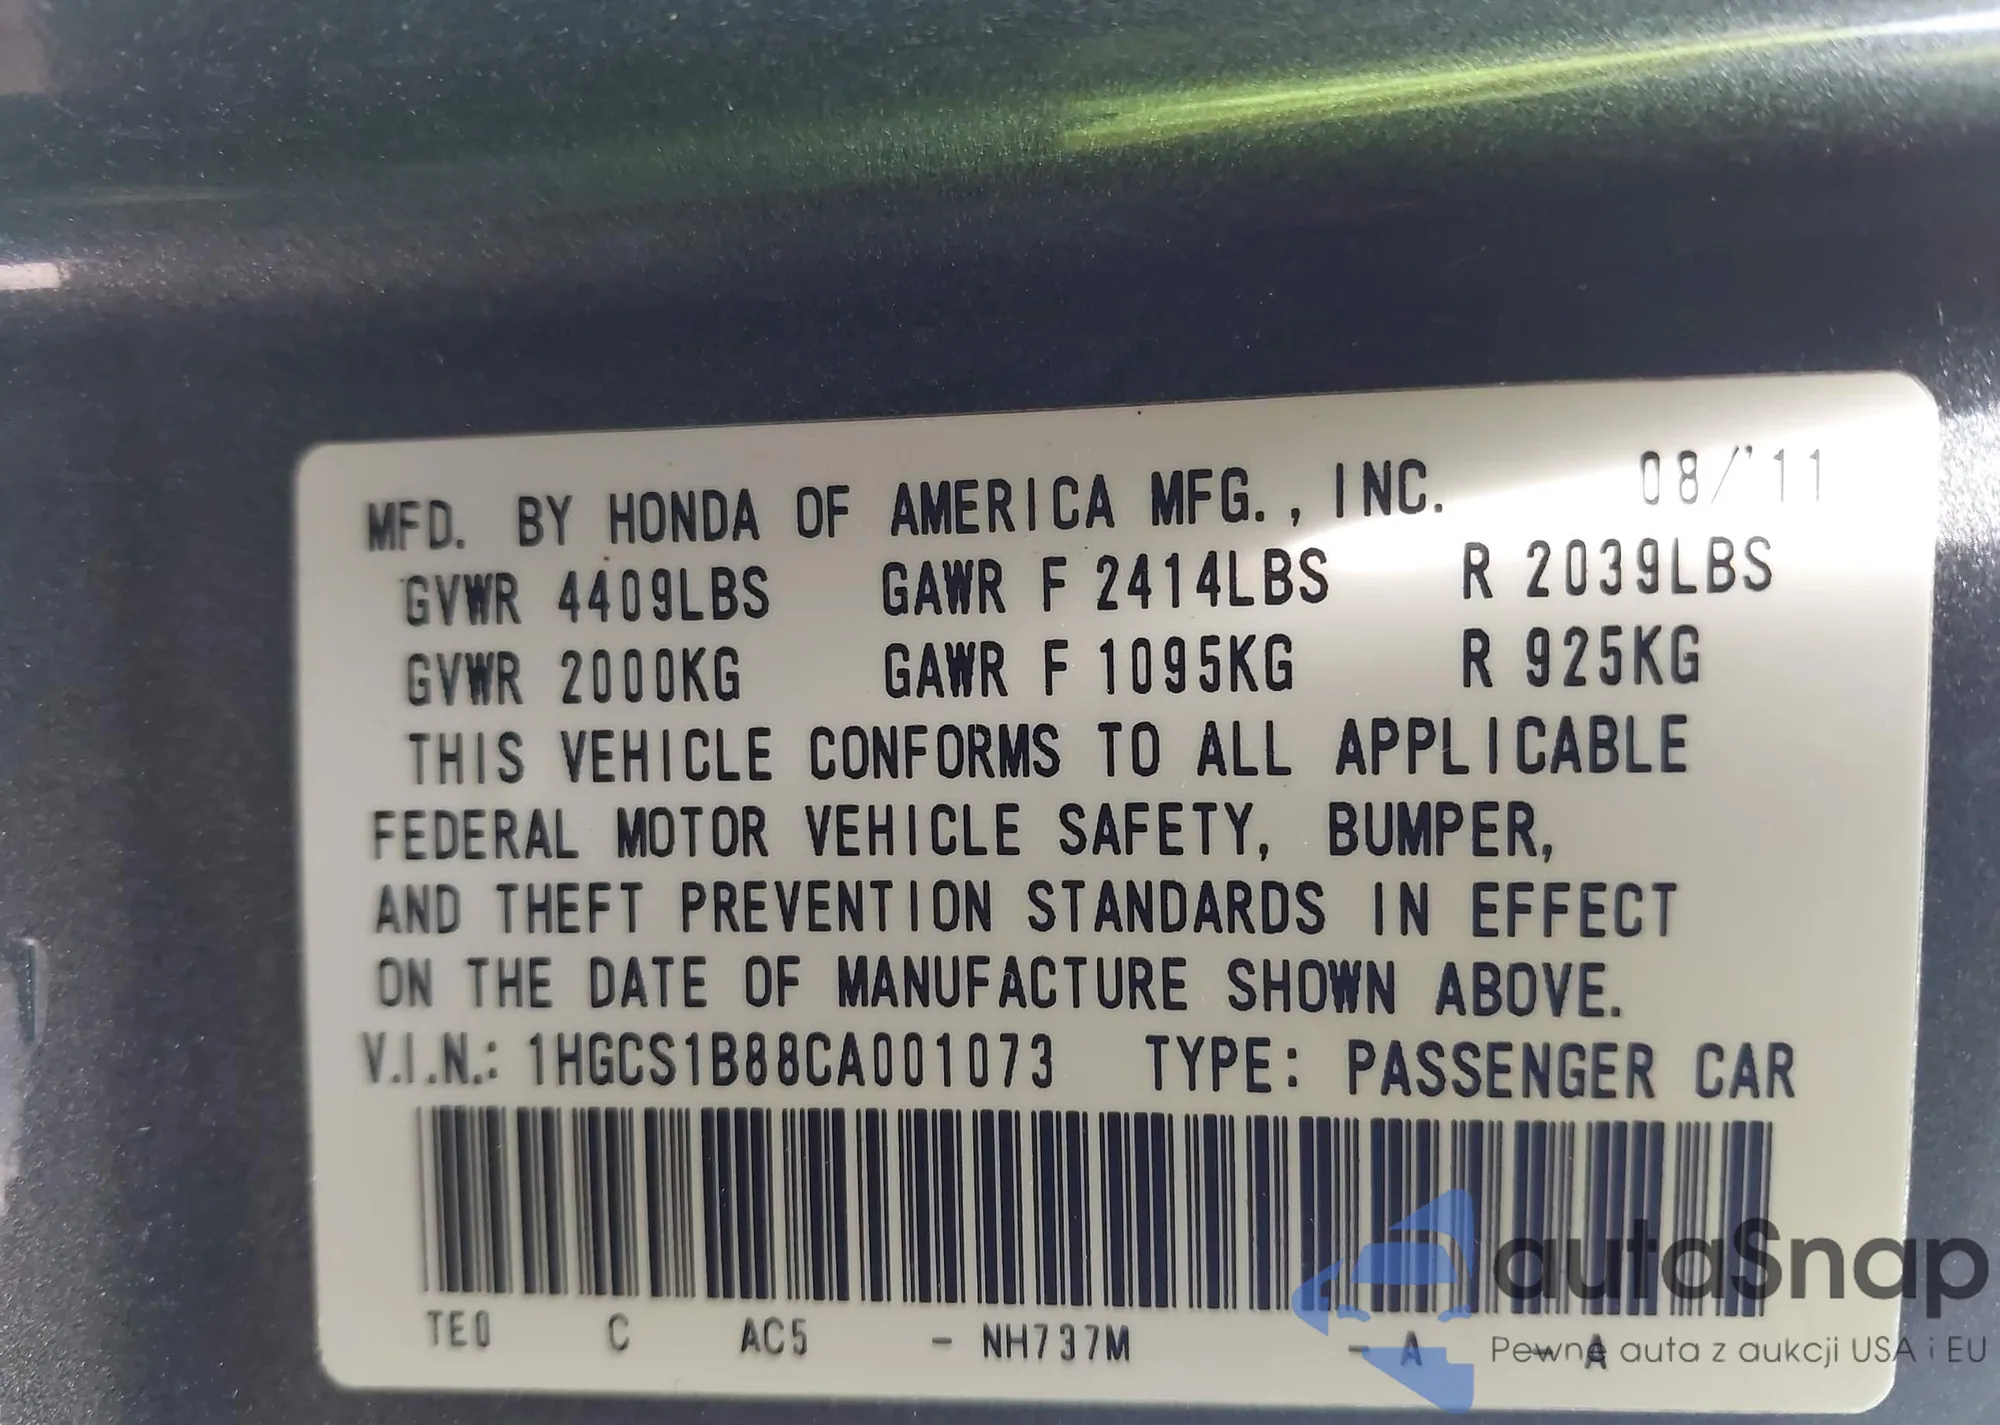 MFD. BY HONDA OF AMERICA MFG., INC. 08/'11
GVWR 4409LBS GAWR F 2414LBS R 2039LBS
GVWR 2000KG GAWR F 1095KG R 925KG
THIS VEHICLE CONFORMS TO ALL APPLICABLE
FEDERAL MOTOR VEHICLE SAFETY, BUMPER,
AND THEFT PREVENTION STANDARDS IN EFFECT
ON THE DATE OF MANUFACTURE SHOWN ABOVE.
V.I.N.: 1HGCS1B88CA001073 TYPE: PASSENGER CAR
TE0 C AC5 - NH737M - A - A
autaSnap
Pewne auta z aukcji USA i EU